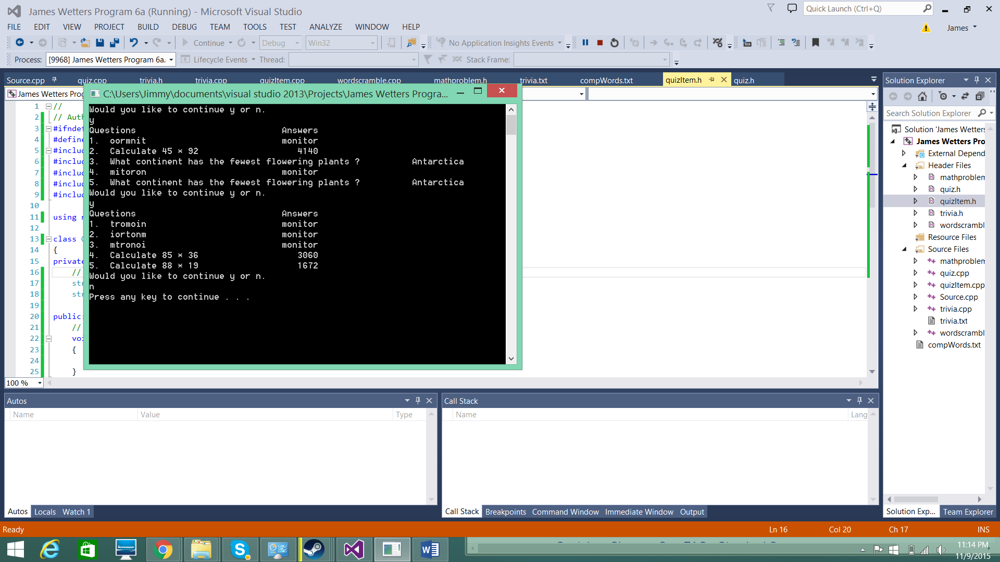 James Wetters Program 6a (Running) - Microsoft Visual Studio
Quick Launch (Ctrl+Q)
FILE EDIT VIEW PROJECT BUILD DEBUG TEAM TOOLS TEST ANALYZE WINDOW HELP
James
Continue Debug Win32 No Application Insights Events
Process: [9968] James Wetters Program 6a. Lifecycle Events Thread: Stack Frame:
Source.cpp quiz.cpp trivia.h trivia.cpp quizItem.cpp wordscramble.cpp mathproblem.h trivia.txt compWords.txt quizItem.h quiz.h
James Wetters Prog
C:\Users\Jimmy\documents\visual studio 2013\Projects\James Wetters Progra...
1 //
2 // Auth
3 #ifndef
4 #define
5 #includ
6 #includ
7 #includ
8 #includ
9 #includ
10
11 using n
12
13 class
14 {
15 private
16 //
17 str
18 str
19
20 public:
21 //
22 voi
23 {
24
25 }
100 %
Would you like to continue y or n.
y
Questions Answers
1. oormnit monitor
2. Calculate 45 * 92 4140
3. What continent has the fewest flowering plants ? Antarctica
4. mitoron monitor
5. What continent has the fewest flowering plants ? Antarctica
Would you like to continue y or n.
y
Questions Answers
1. tromoin monitor
2. iortonm monitor
3. mtronoi monitor
4. Calculate 85 * 36 3060
5. Calculate 88 * 19 1672
Would you like to continue y or n.
n
Press any key to continue . . .
Solution Explorer
Search Solution Explorer
Solution 'James Wetters
James Wetters Pro
External Depend
Header Files
mathproblem
quiz.h
quizItem.h
trivia.h
wordscrambl
Resource Files
Source Files
mathproblem
quiz.cpp
quizItem.cpp
Source.cpp
trivia.cpp
trivia.txt
wordscrambl
compWords.txt
Solution Exp... Team Explorer
Autos
Name Value Type
Autos Locals Watch 1
Call Stack
Name Lang
Call Stack Breakpoints Command Window Immediate Window Output
Ready Ln 16 Col 20 Ch 17 INS
11:14 PM
11/9/2015